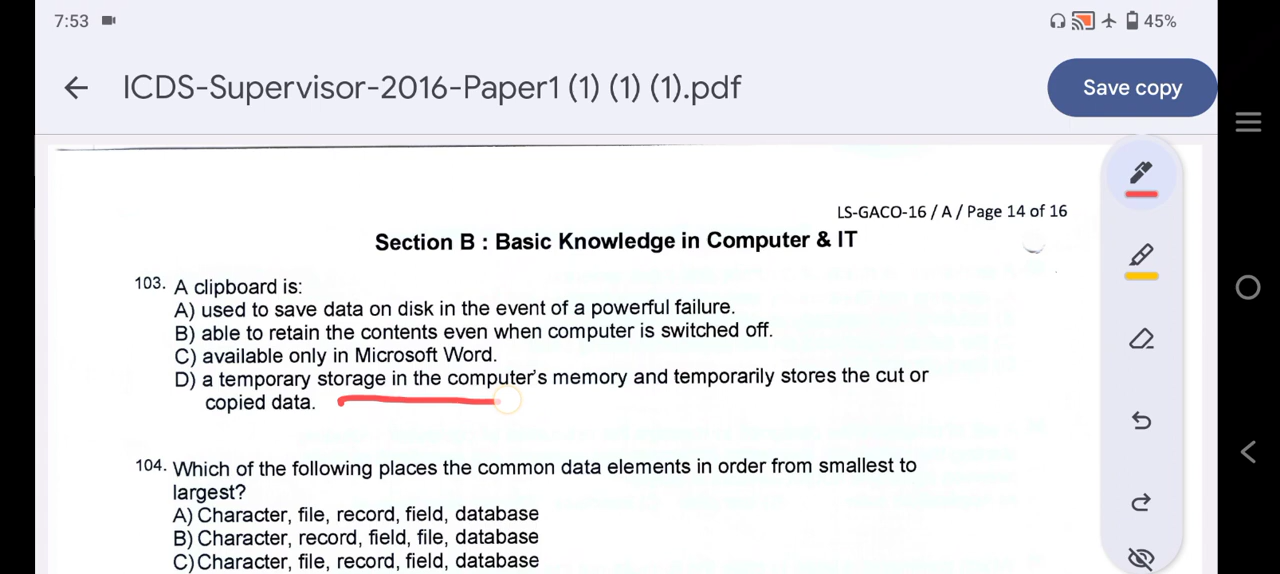 7:53 45%
ICDS-Supervisor-2016-Paper1 (1) (1) (1).pdf Save copy
LS-GACO-16 / A / Page 14 of 16
Section B : Basic Knowledge in Computer & IT
103. A clipboard is:
A) used to save data on disk in the event of a powerful failure.
B) able to retain the contents even when computer is switched off.
C) available only in Microsoft Word.
D) a temporary storage in the computer's memory and temporarily stores the cut or
copied data.
104. Which of the following places the common data elements in order from smallest to
largest?
A) Character, file, record, field, database
B) Character, record, field, file, database
C) Character, file, record, field, database